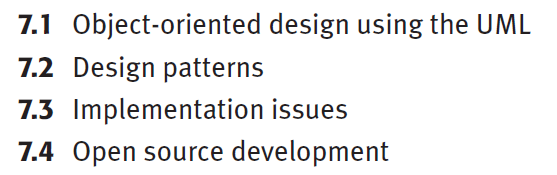 7.1 Object-oriented design using the UML
7.2 Design patterns
7.3 Implementation issues
7.4 Open source development